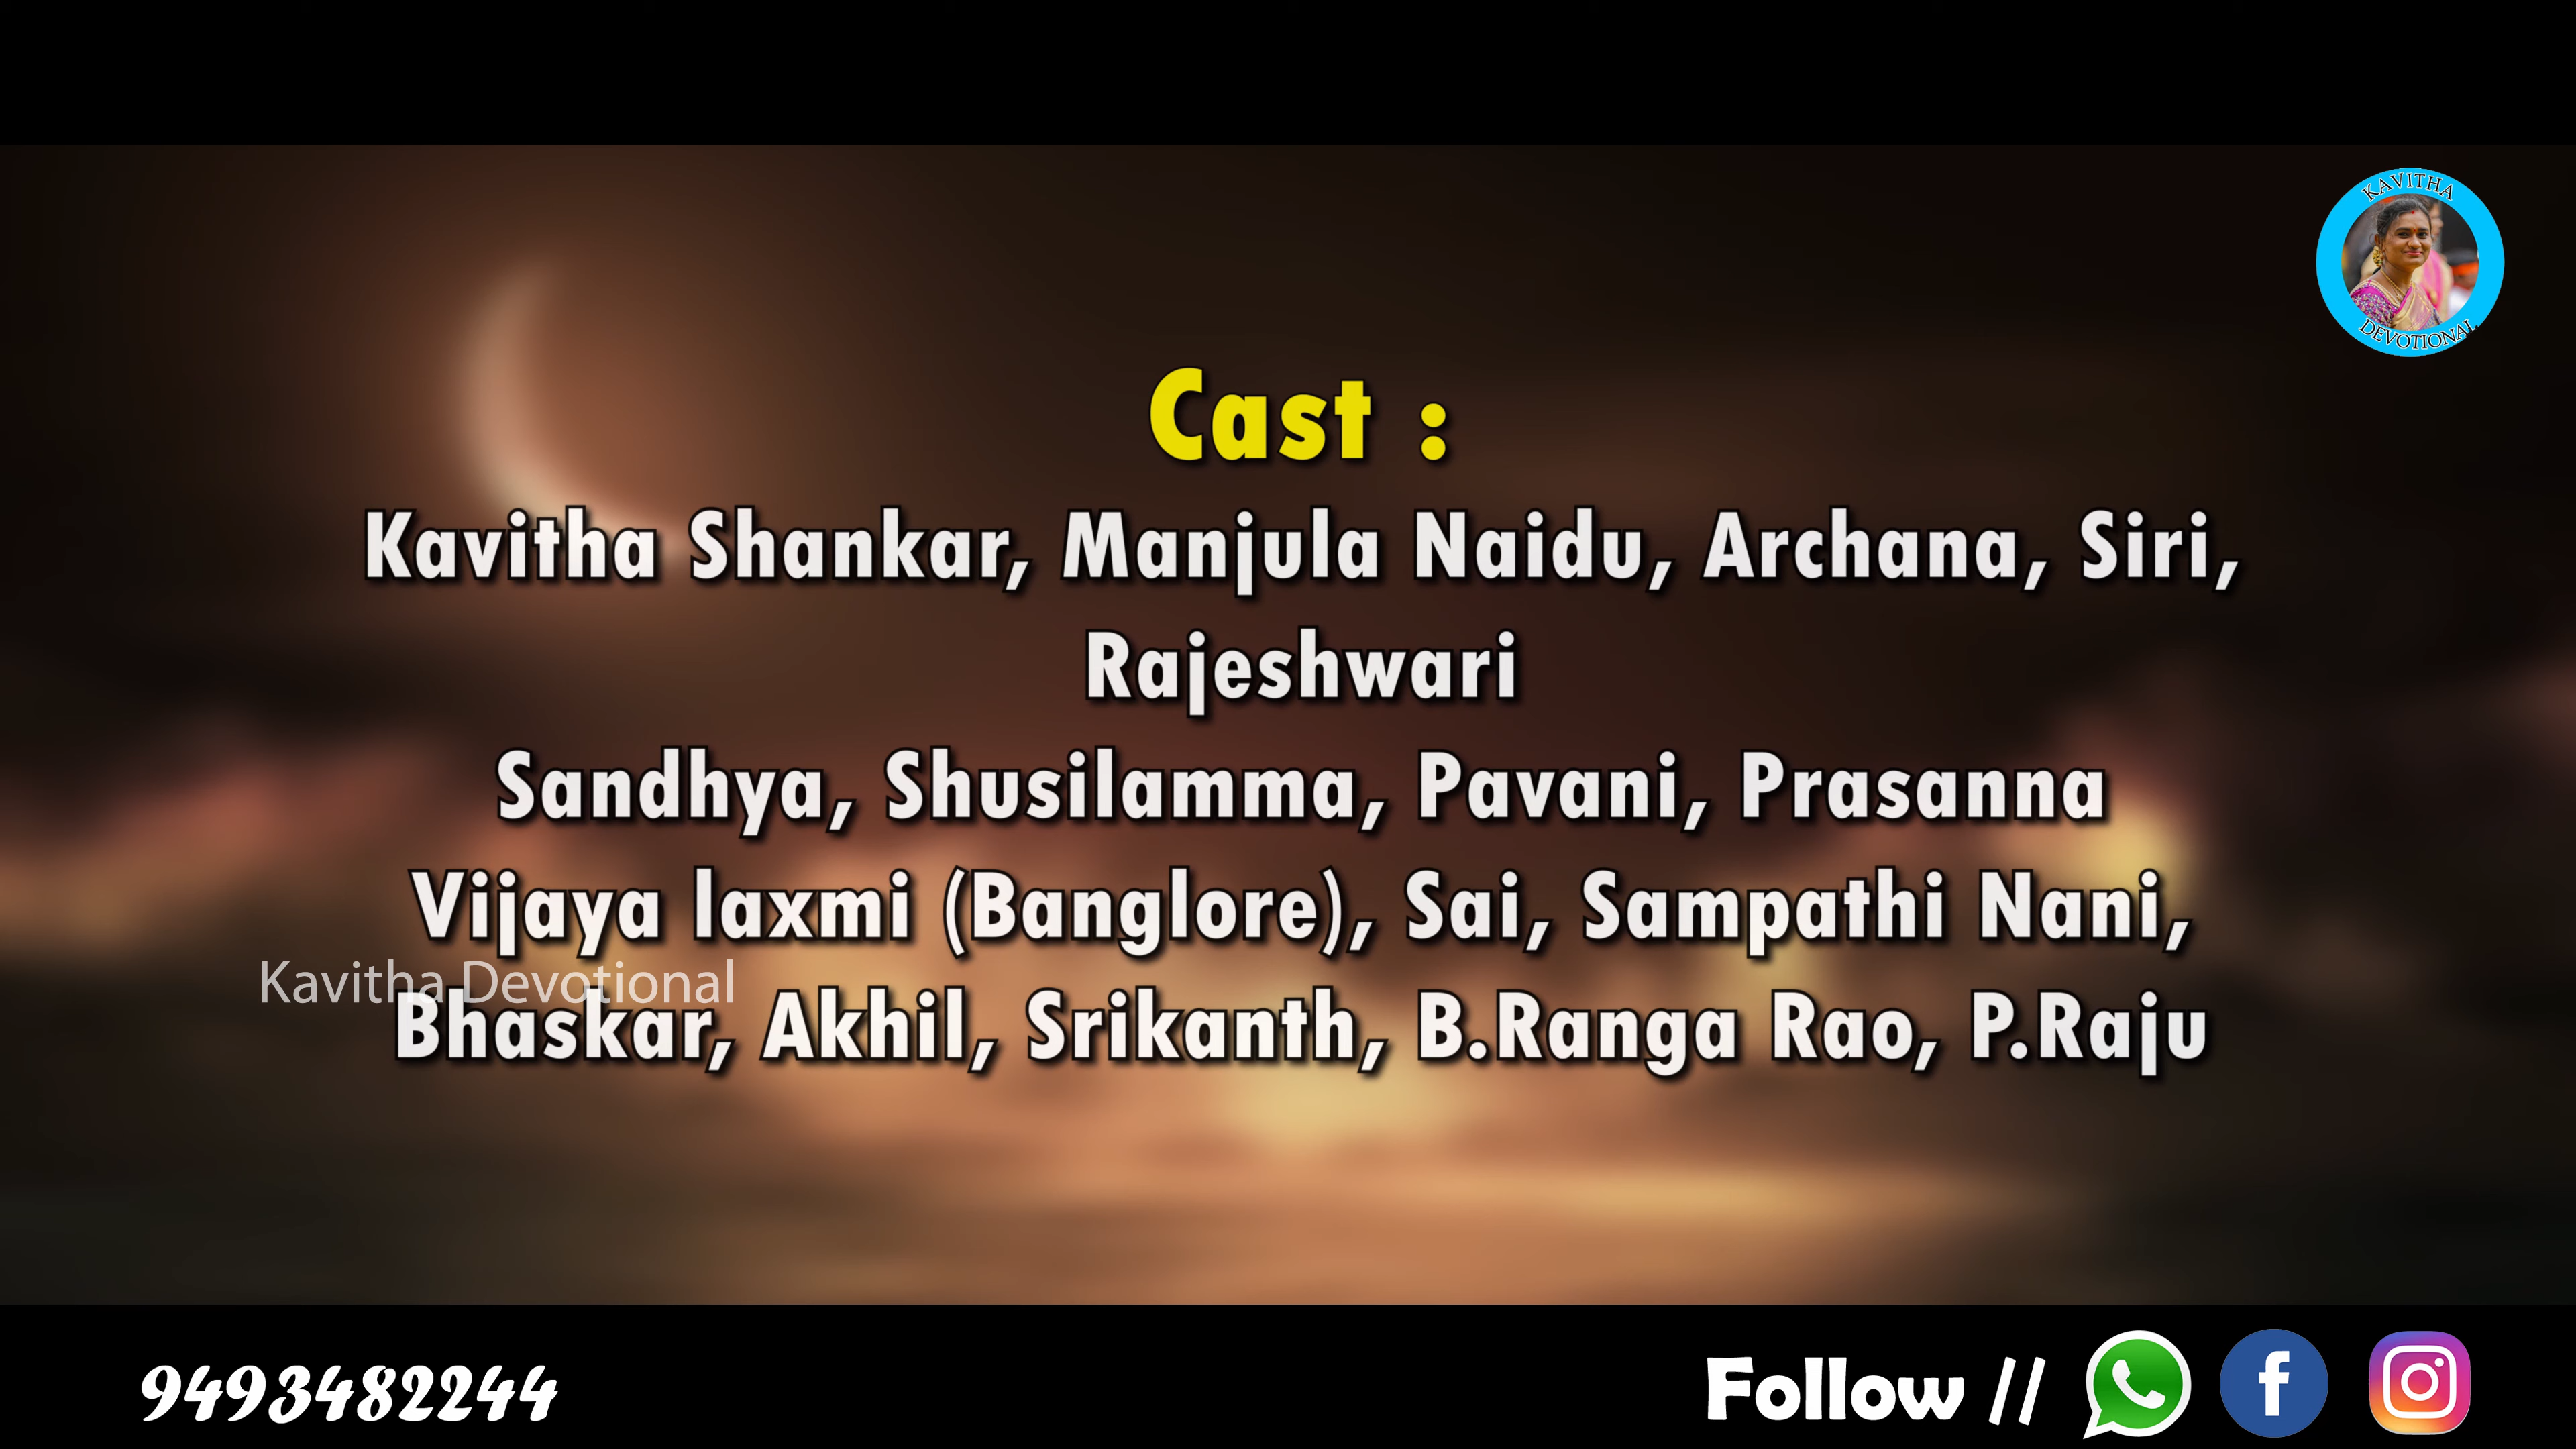 KAVITHA
DEVOTIONAL
Cast :
Kavitha Shankar, Manjula Naidu, Archana, Siri,
Rajeshwari
Sandhya, Shusilamma, Pavani, Prasanna
Vijaya laxmi (Banglore), Sai, Sampathi Nani,
Kavitha Devotional
Bhaskar, Akhil, Srikanth, B.Ranga Rao, P.Raju
9493482244
Follow //